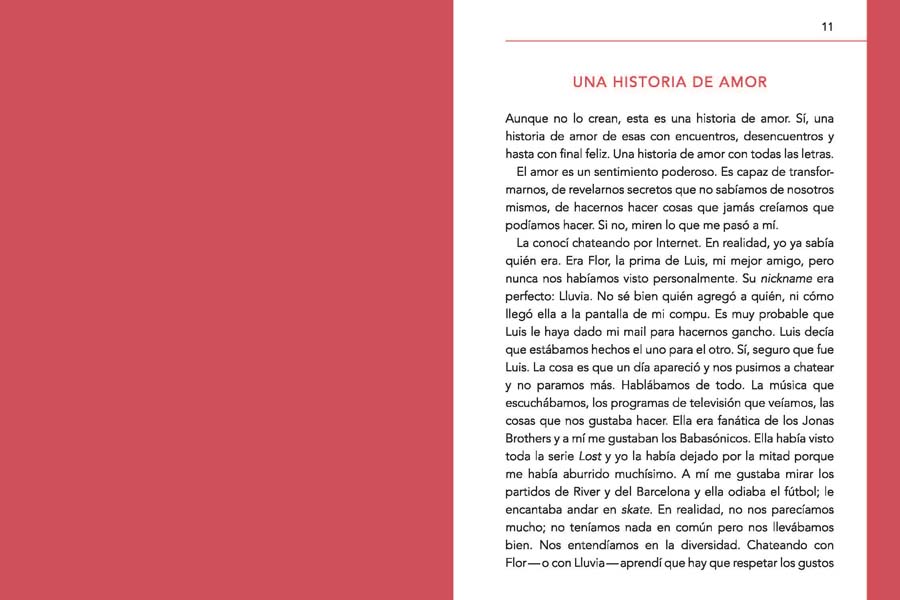 11
UNA HISTORIA DE AMOR
Aunque no lo crean, esta es una historia de amor. Sí, una
historia de amor de esas con encuentros, desencuentros y
hasta con final feliz. Una historia de amor con todas las letras.
El amor es un sentimiento poderoso. Es capaz de transfor-
marnos, de revelarnos secretos que no sabíamos de nosotros
mismos, de hacernos hacer cosas que jamás creíamos que
podíamos hacer. Si no, miren lo que me pasó a mí.
La conocí chateando por Internet. En realidad, yo ya sabía
quién era. Era Flor, la prima de Luis, mi mejor amigo, pero
nunca nos habíamos visto personalmente. Su nickname era
perfecto: Lluvia. No sé bien quién agregó a quién, ni cómo
llegó ella a la pantalla de mi compu. Es muy probable que
Luis le haya dado mi mail para hacernos gancho. Luis decía
que estábamos hechos el uno para el otro. Sí, seguro que fue
Luis. La cosa es que un día apareció y nos pusimos a chatear
y no paramos más. Hablábamos de todo. La música que
escuchábamos, los programas de televisión que veíamos, las
cosas que nos gustaba hacer. Ella era fanática de los Jonas
Brothers y a mí me gustaban los Babasónicos. Ella había visto
toda la serie Lost y yo la había dejado por la mitad porque
me había aburrido muchísimo. A mí me gustaba mirar los
partidos de River y del Barcelona y ella odiaba el fútbol; le
encantaba andar en skate. En realidad, no nos parecíamos
mucho; no teníamos nada en común pero nos llevábamos
bien. Nos entendíamos en la diversidad. Chateando con
Flor—o con Lluvia—aprendí que hay que respetar los gustos